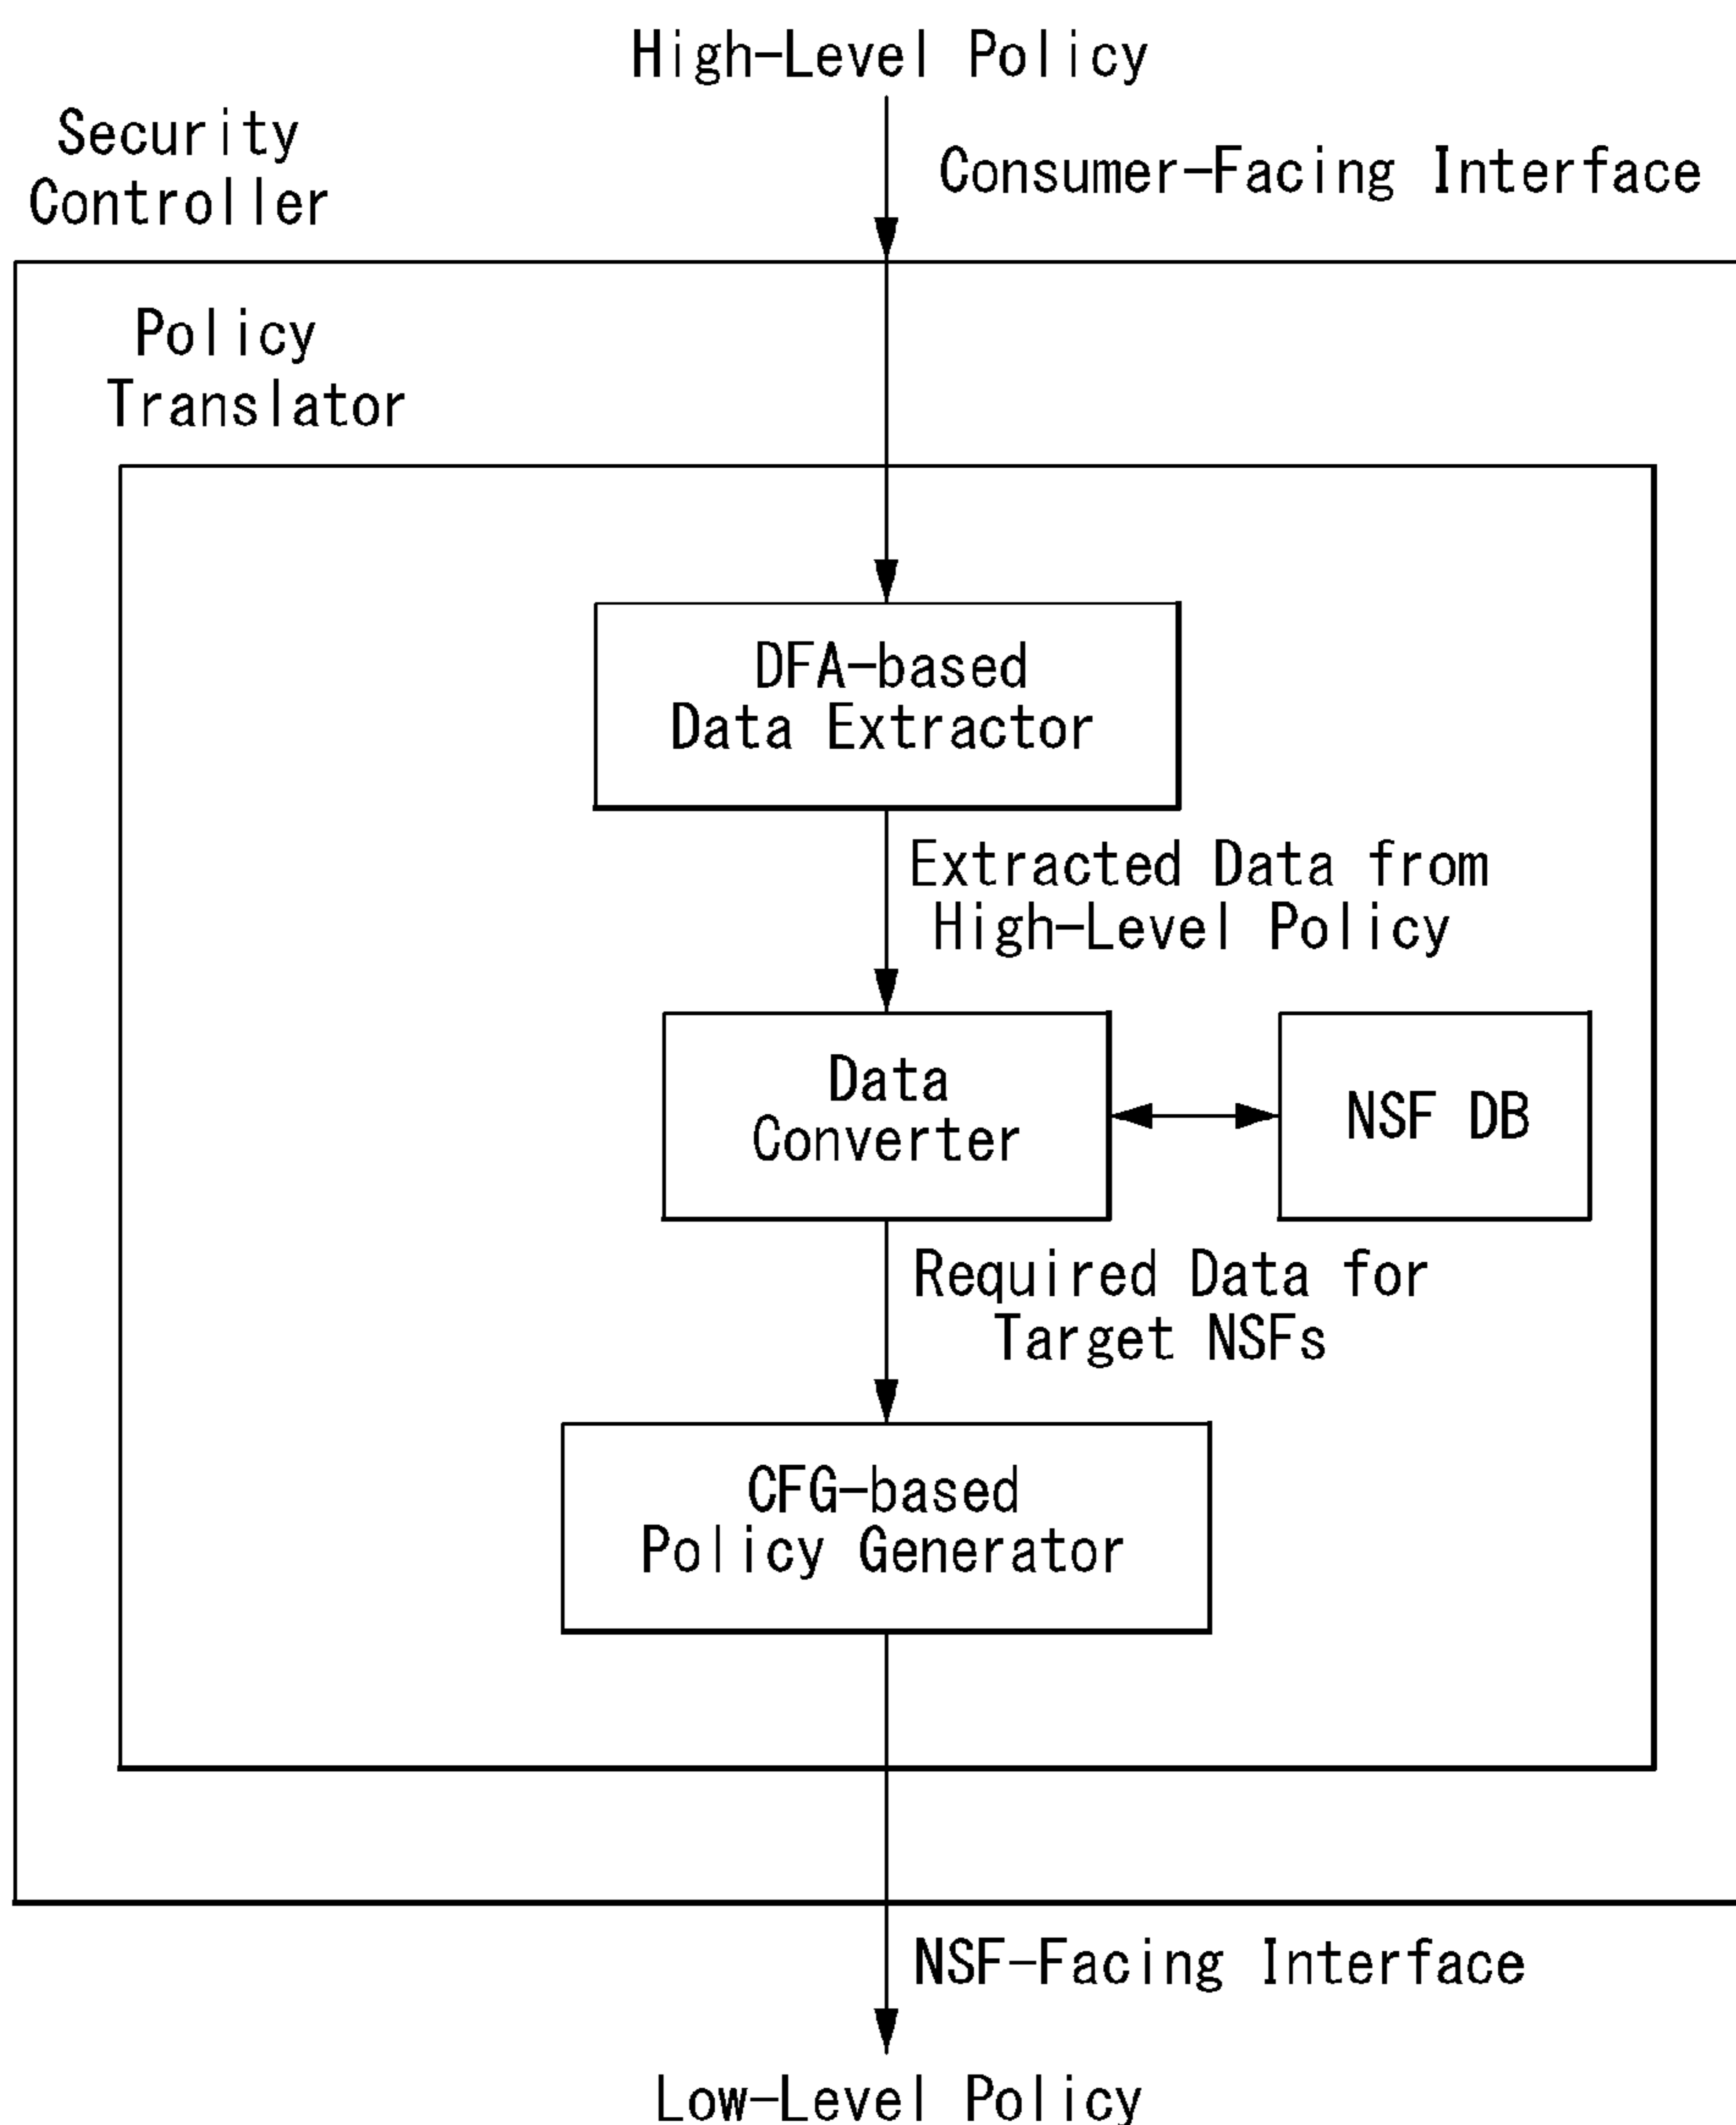 High-Level Policy
Security
Controller
Consumer-Facing Interface
Policy
Translator
DFA-based
Data Extractor
Extracted Data from
High-Level Policy
Data
Converter
NSF DB
Required Data for
Target NSFs
CFG-based
Policy Generator
NSF-Facing Interface
Low-Level Policy